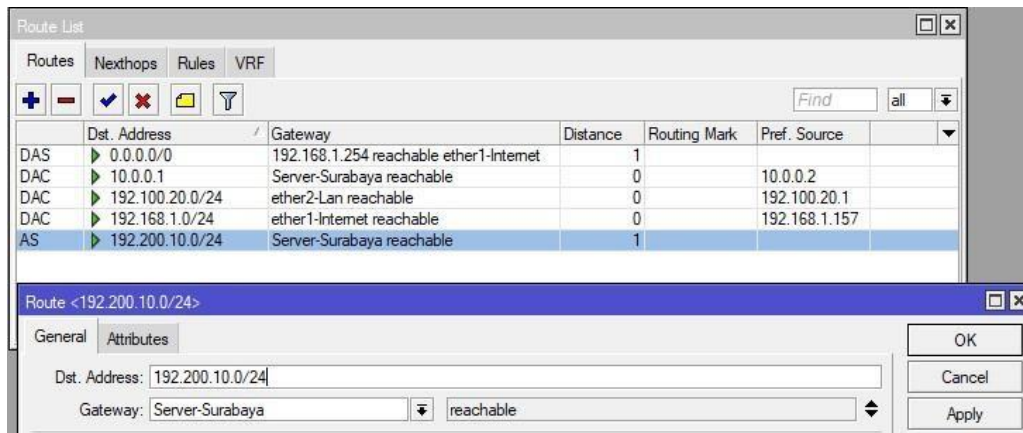 Route List
Routes Nexthops Rules VRF
Find all
Dst. Address Gateway Distance Routing Mark Pref. Source
DAS 0.0.0.0/0 192.168.1.254 reachable ether1-Internet 1
DAC 10.0.0.1 Server-Surabaya reachable 0 10.0.0.2
DAC 192.100.20.0/24 ether2-Lan reachable 0 192.100.20.1
DAC 192.168.1.0/24 ether1-Internet reachable 0 192.168.1.157
AS 192.200.10.0/24 Server-Surabaya reachable 1
Route <192.200.10.0/24>
General Attributes
OK
Dst. Address: 192.200.10.0/24
Cancel
Gateway: Server-Surabaya reachable
Apply